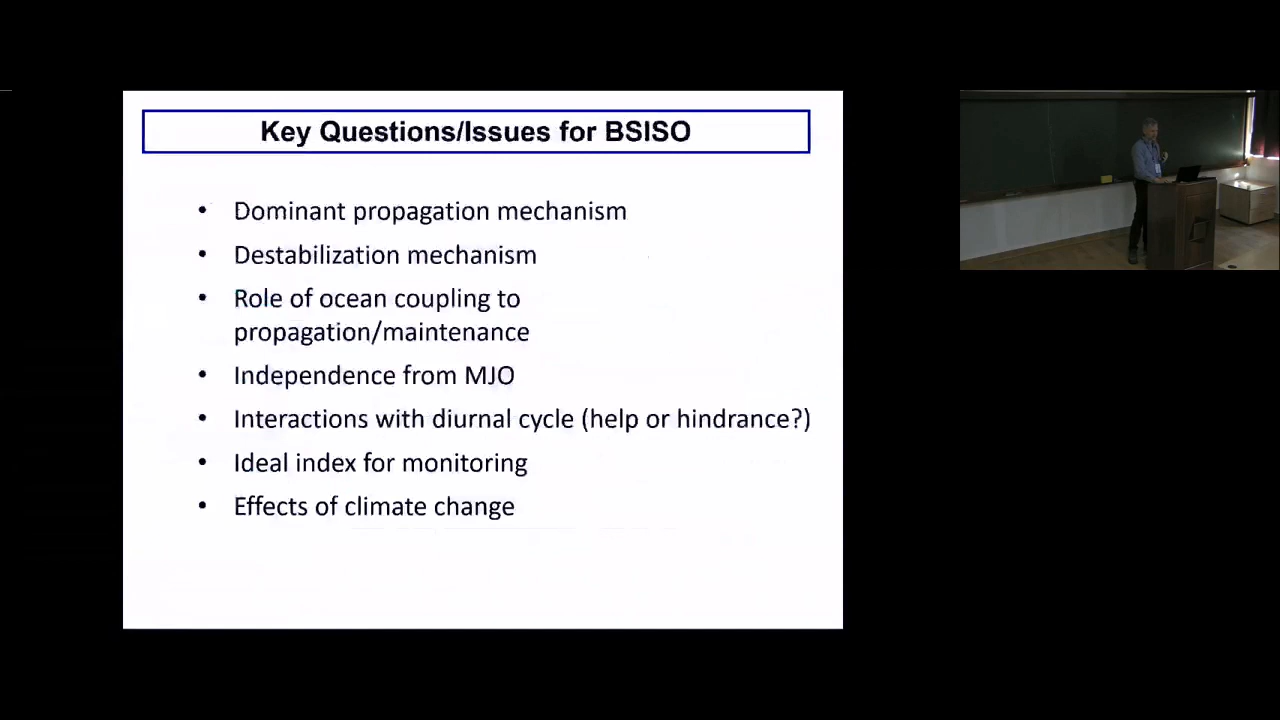 Key Questions/Issues for BSISO
• Dominant propagation mechanism
• Destabilization mechanism
• Role of ocean coupling to
propagation/maintenance
• Independence from MJO
• Interactions with diurnal cycle (help or hindrance?)
• Ideal index for monitoring
• Effects of climate change